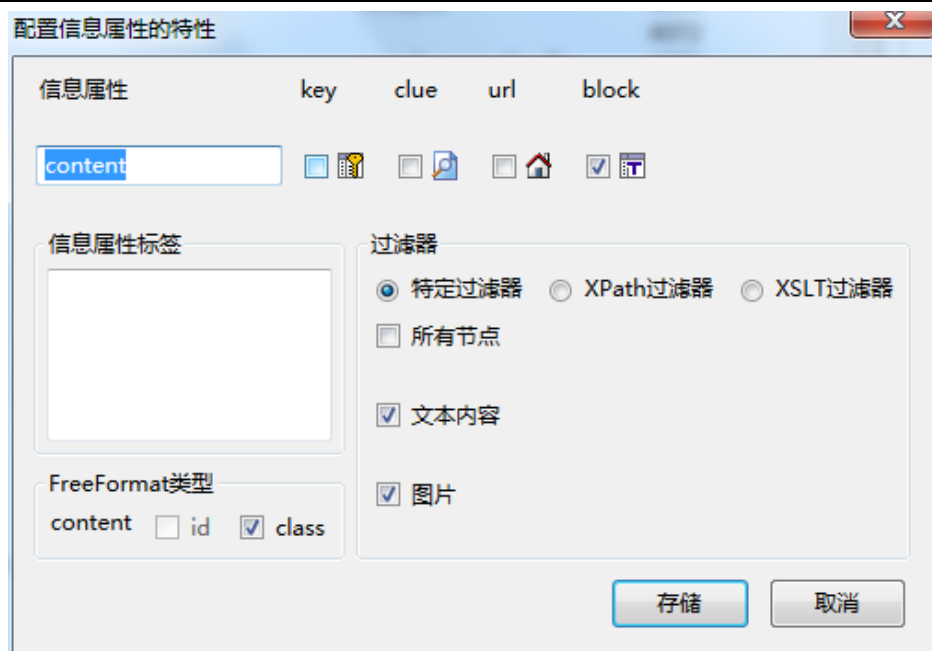 配置信息属性的特性
信息属性 key clue url block
content
信息属性标签
过滤器
特定过滤器 XPath过滤器 XSLT过滤器
所有节点
文本内容
图片
FreeFormat类型
content id class
存储 取消